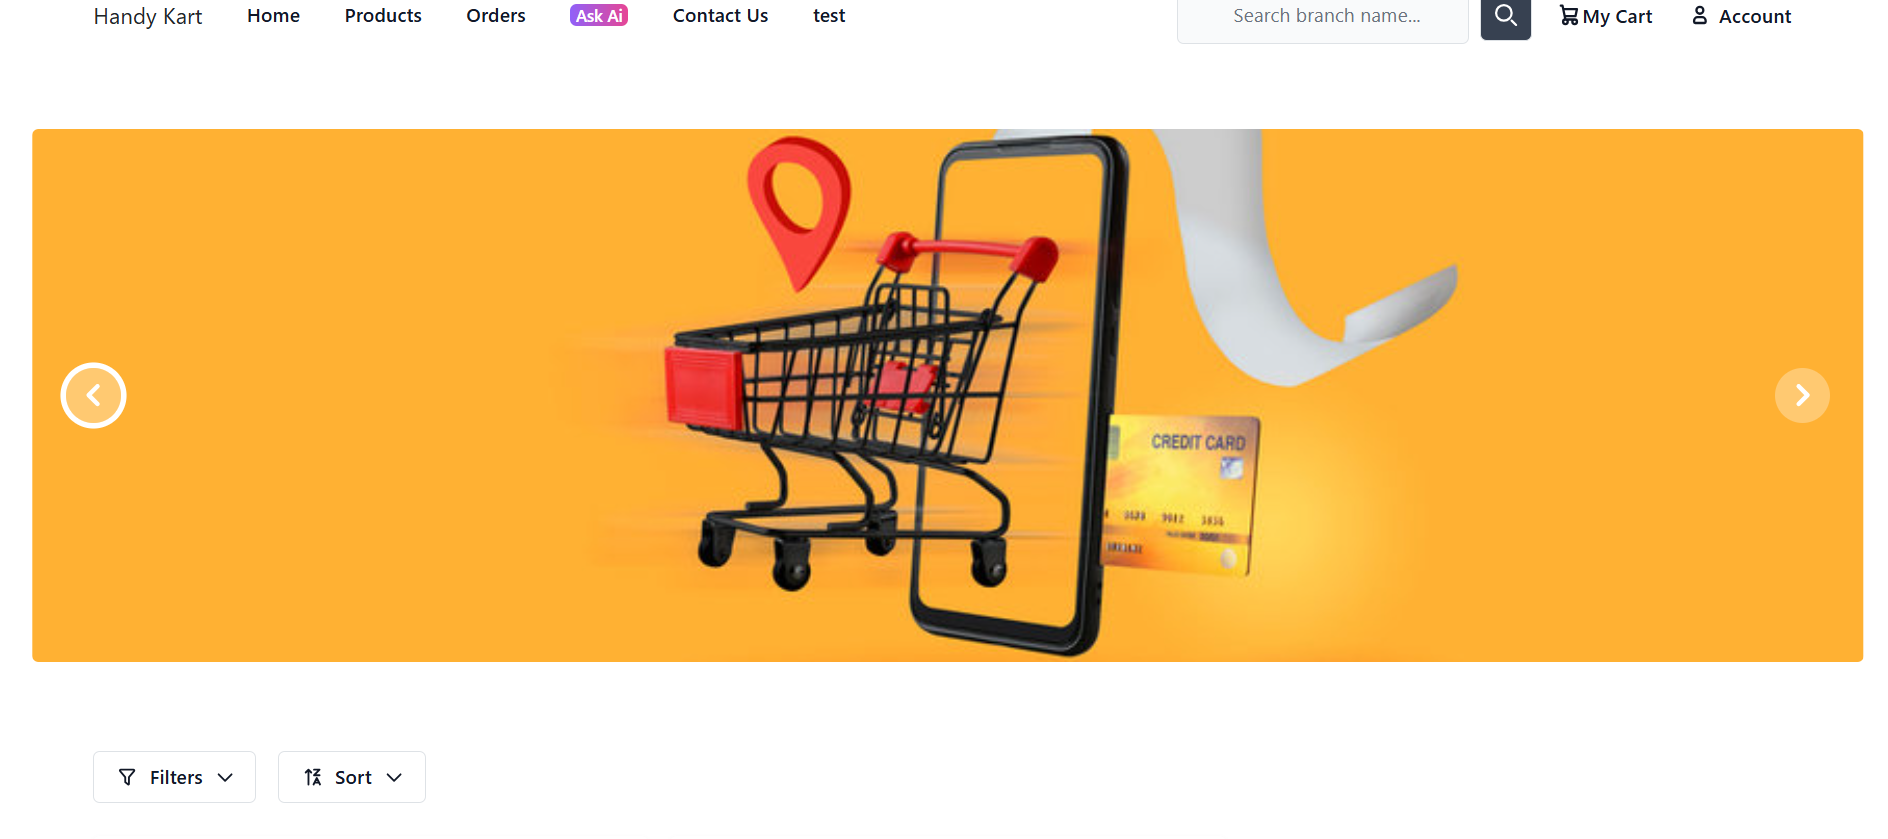 Handy Kart Home Products Orders Ask Ai Contact Us test Search branch name... My Cart Account
CREDIT CARD
Filters Sort